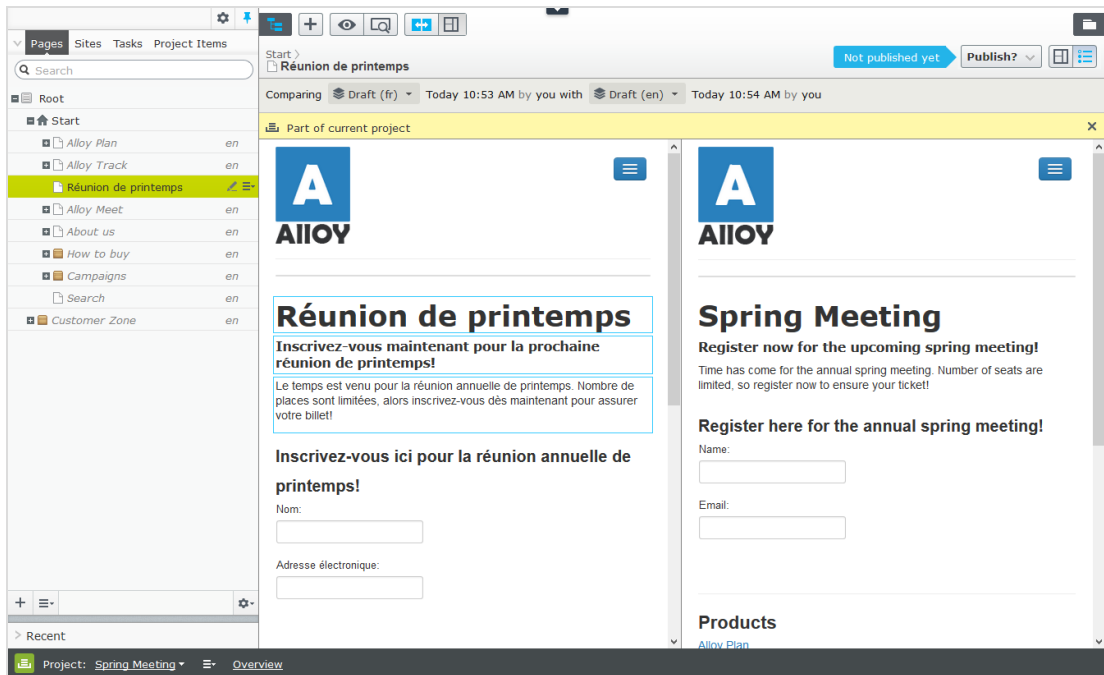 Pages Sites Tasks Project Items
Search
Root
Start
Alloy Plan en
Alloy Track en
Réunion de printemps
Alloy Meet en
About us en
How to buy en
Campaigns en
Search en
Customer Zone en
Recent
Start
Réunion de printemps
Not published yet
Publish?
Comparing Draft (fr) Today 10:53 AM by you with Draft (en) Today 10:54 AM by you
Part of current project
A
Alloy
Réunion de printemps
Inscrivez-vous maintenant pour la prochaine
réunion de printemps!
Le temps est venu pour la réunion annuelle de printemps. Nombre de
places sont limitées, alors inscrivez-vous dès maintenant pour assurer
votre billet!
Inscrivez-vous ici pour la réunion annuelle de
printemps!
Nom:
Adresse électronique:
A
Alloy
Spring Meeting
Register now for the upcoming spring meeting!
Time has come for the annual spring meeting. Number of seats are
limited, so register now to ensure your ticket!
Register here for the annual spring meeting!
Name:
Email:
Products
Alloy Plan
Project: Spring Meeting Overview